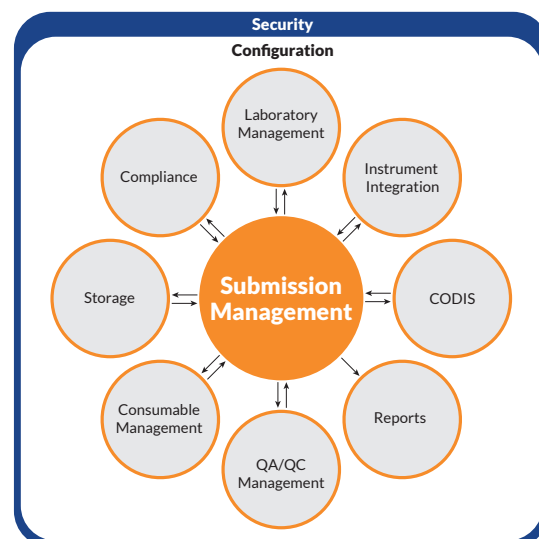 Security
Configuration
Laboratory
Management
Compliance
Instrument
Integration
Storage
Submission
Management
CODIS
Consumable
Management
Reports
QA/QC
Management